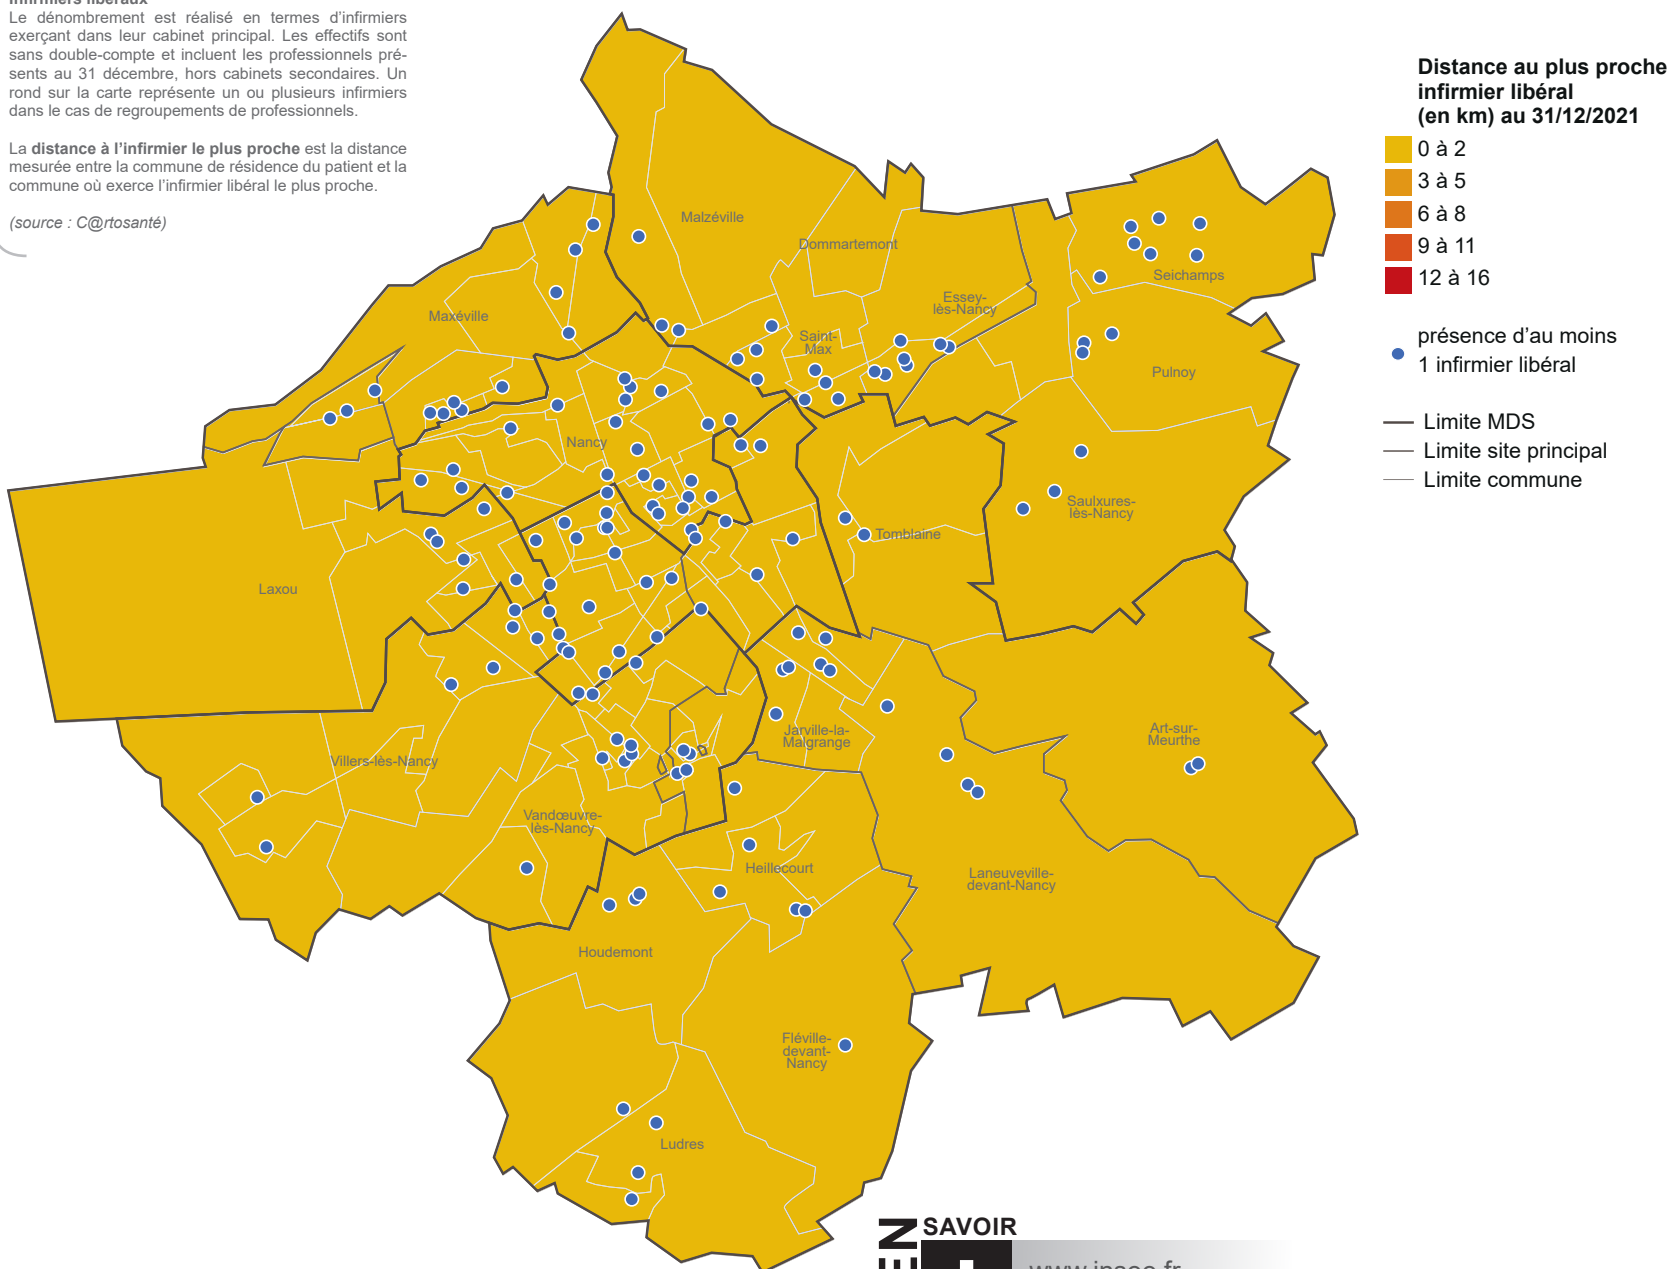 Infirmiers libéraux
Le dénombrement est réalisé en termes d'infirmiers
exerçant dans leur cabinet principal. Les effectifs sont
sans double-compte et incluent les professionnels pré-
sents au 31 décembre, hors cabinets secondaires. Un
rond sur la carte représente un ou plusieurs infirmiers
dans le cas de regroupements de professionnels.
La distance à l'infirmier le plus proche est la distance
mesurée entre la commune de résidence du patient et la
commune où exerce l'infirmier libéral le plus proche.
(source : C@rtosanté)
Distance au plus proche
infirmier libéral
(en km) au 31/12/2021
0 à 2
3 à 5
6 à 8
9 à 11
12 à 16
présence d'au moins
1 infirmier libéral
Limite MDS
Limite site principal
Limite commune
Malzéville
Dommartemont
Seichamps
Essey-
lès-Nancy
Maxéville
Saint-
Max
Pulnoy
Nancy
Saulxures-
lès-Nancy
Tomblaine
Laxou
Jarville-la-
Malgrange
Art-sur-
Meurthe
Villers-lès-Nancy
Vandœuvre-
lès-Nancy
Heillecourt
Laneuveville-
devant-Nancy
Houdemont
Fléville-
devant-
Nancy
Ludres
EN
SAVOIR